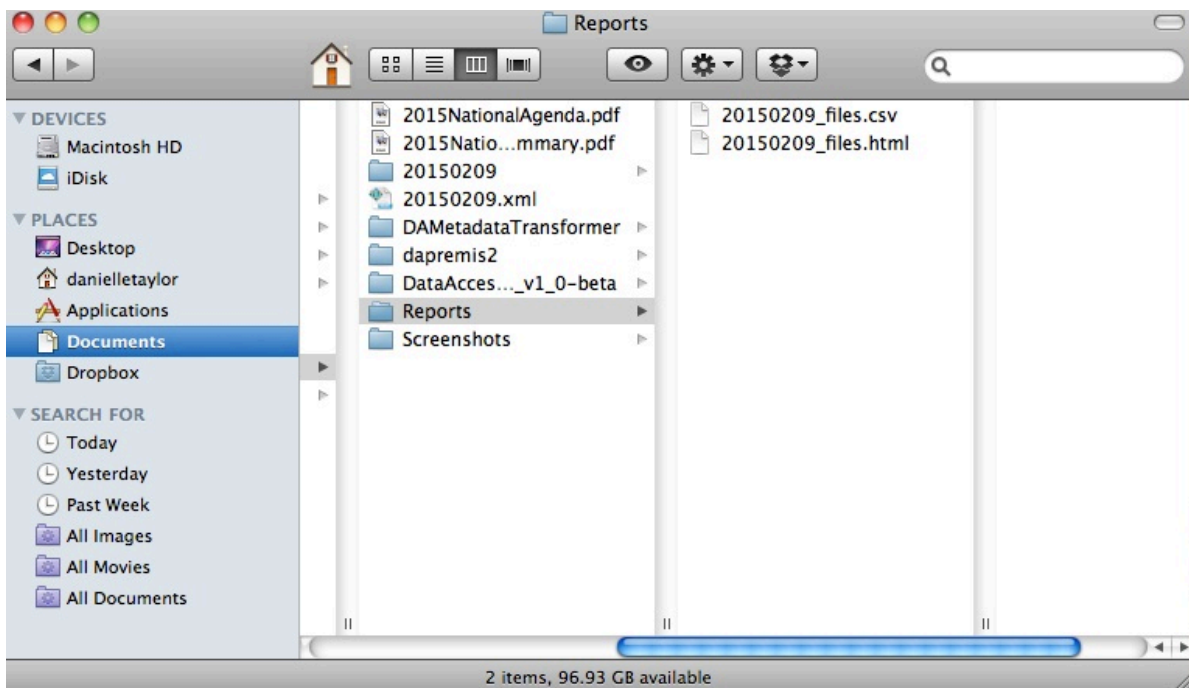 Reports
DEVICES
Macintosh HD
iDisk
PLACES
Desktop
danielletaylor
Applications
Documents
Dropbox
SEARCH FOR
Today
Yesterday
Past Week
All Images
All Movies
All Documents
2015NationalAgenda.pdf
2015Natio...mmary.pdf
20150209
20150209.xml
DAMetadataTransformer
dapremis2
DataAcces..._v1_0-beta
Reports
Screenshots
20150209_files.csv
20150209_files.html
2 items, 96.93 GB available